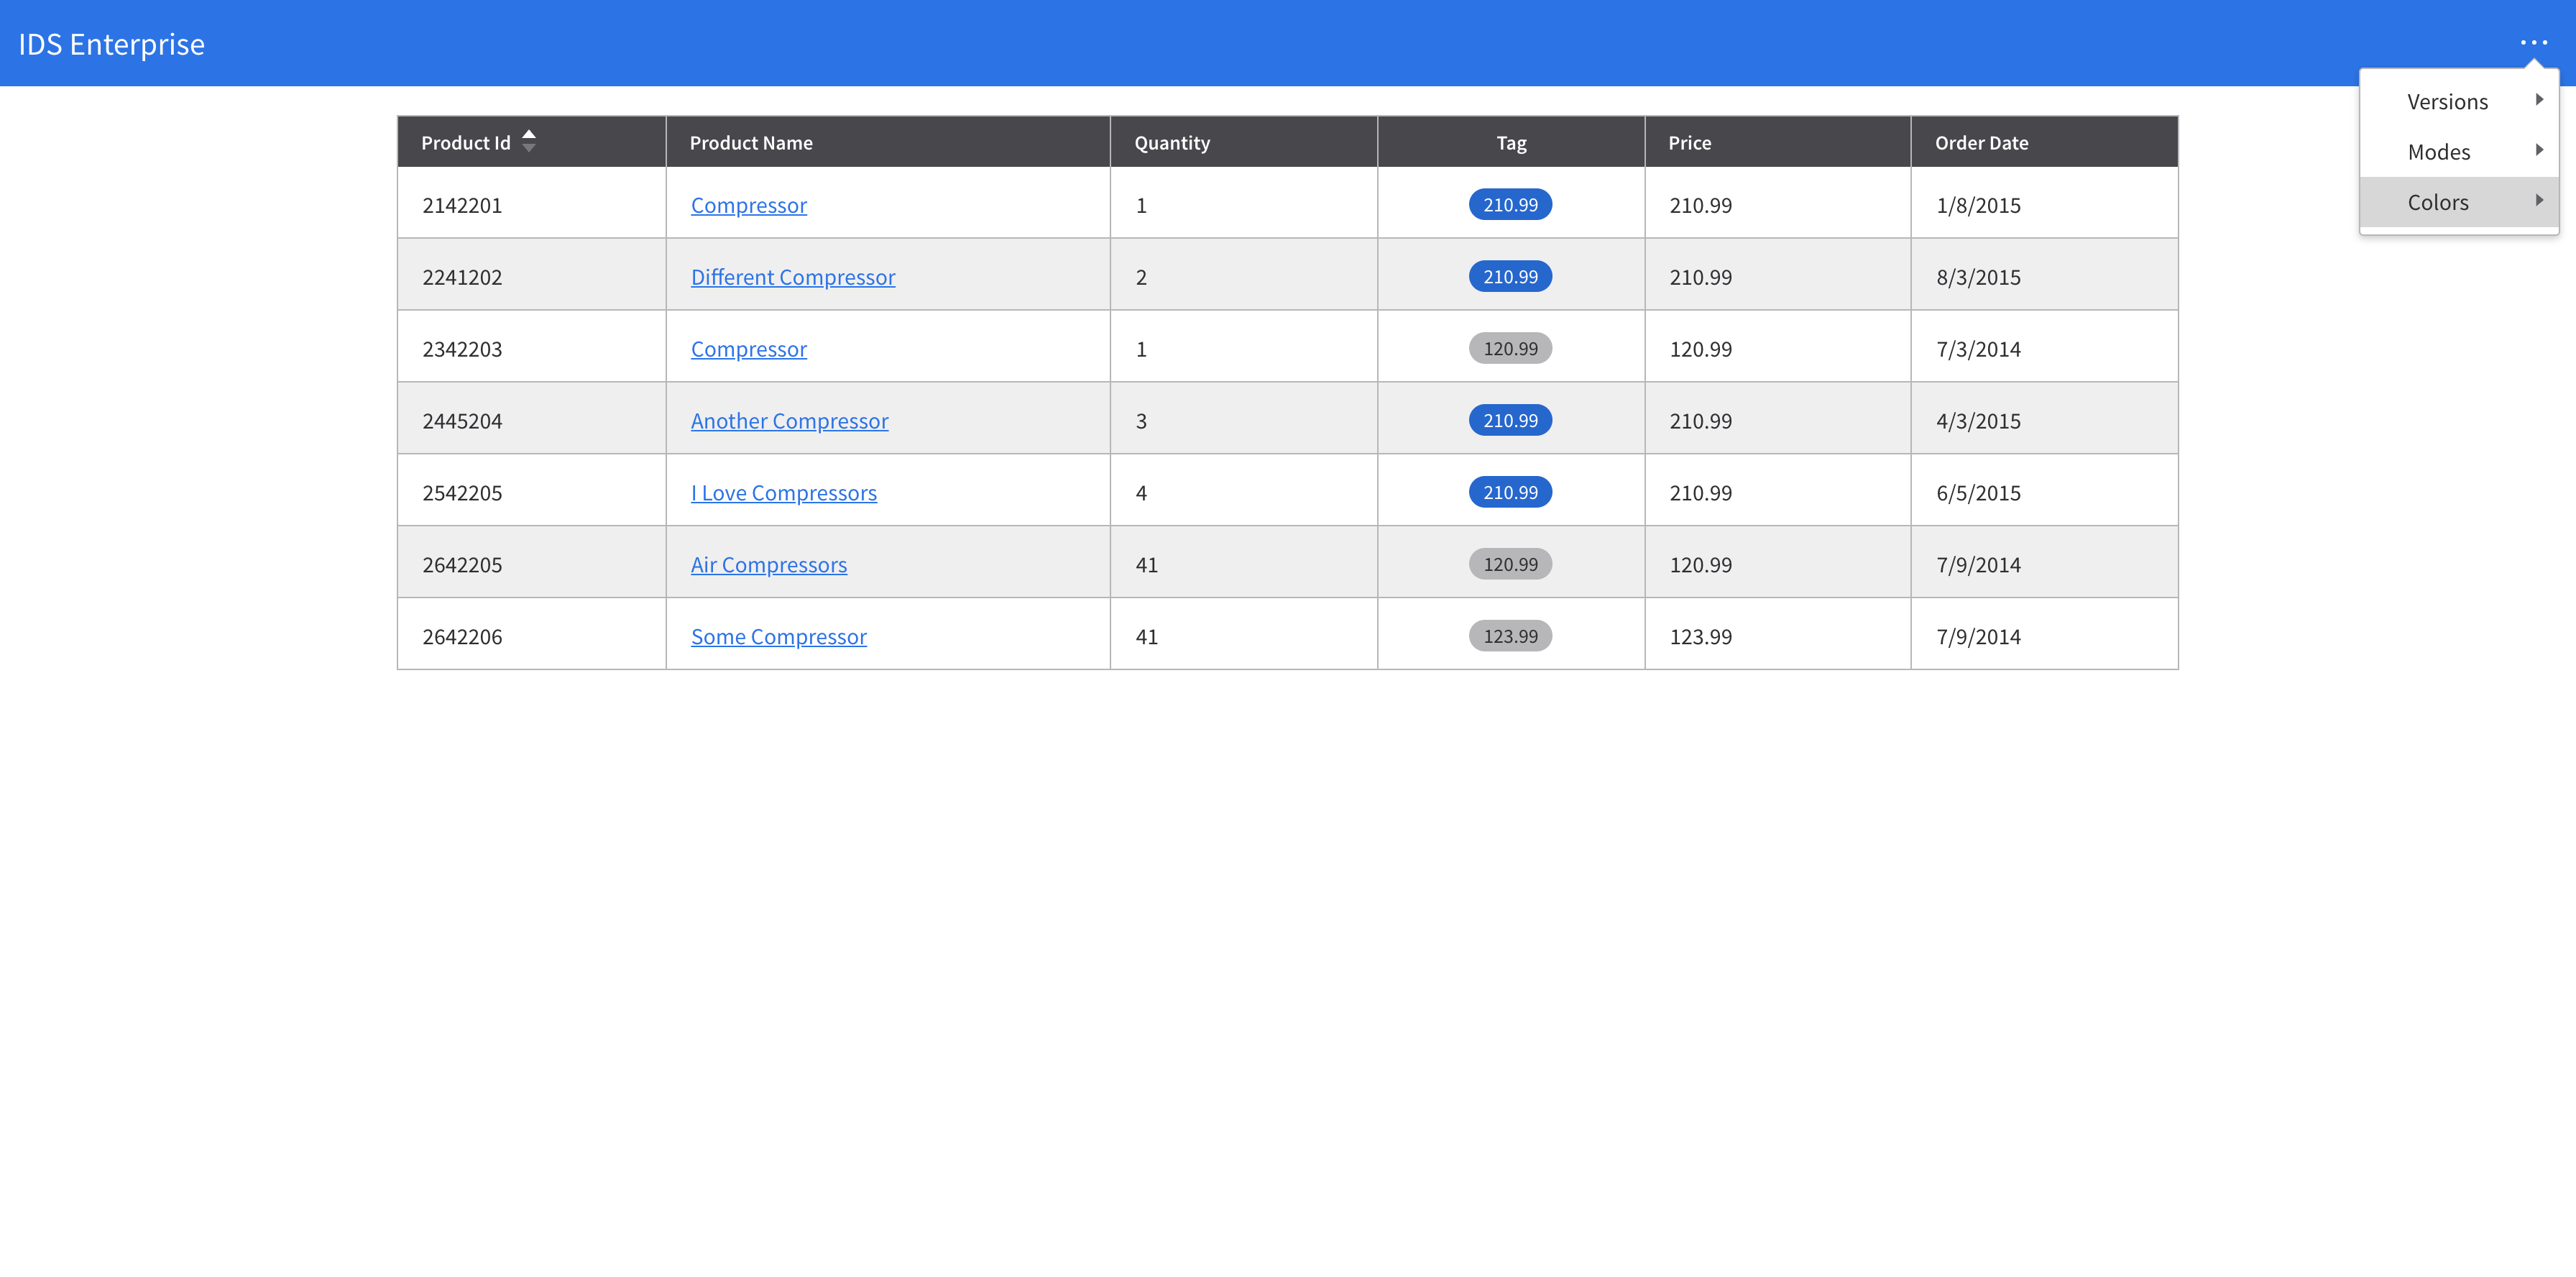 IDS Enterprise
Versions
Modes
Colors
Product Id Product Name Quantity Tag Price Order Date
2142201 Compressor 1 210.99 210.99 1/8/2015
2241202 Different Compressor 2 210.99 210.99 8/3/2015
2342203 Compressor 1 120.99 120.99 7/3/2014
2445204 Another Compressor 3 210.99 210.99 4/3/2015
2542205 I Love Compressors 4 210.99 210.99 6/5/2015
2642205 Air Compressors 41 120.99 120.99 7/9/2014
2642206 Some Compressor 41 123.99 123.99 7/9/2014